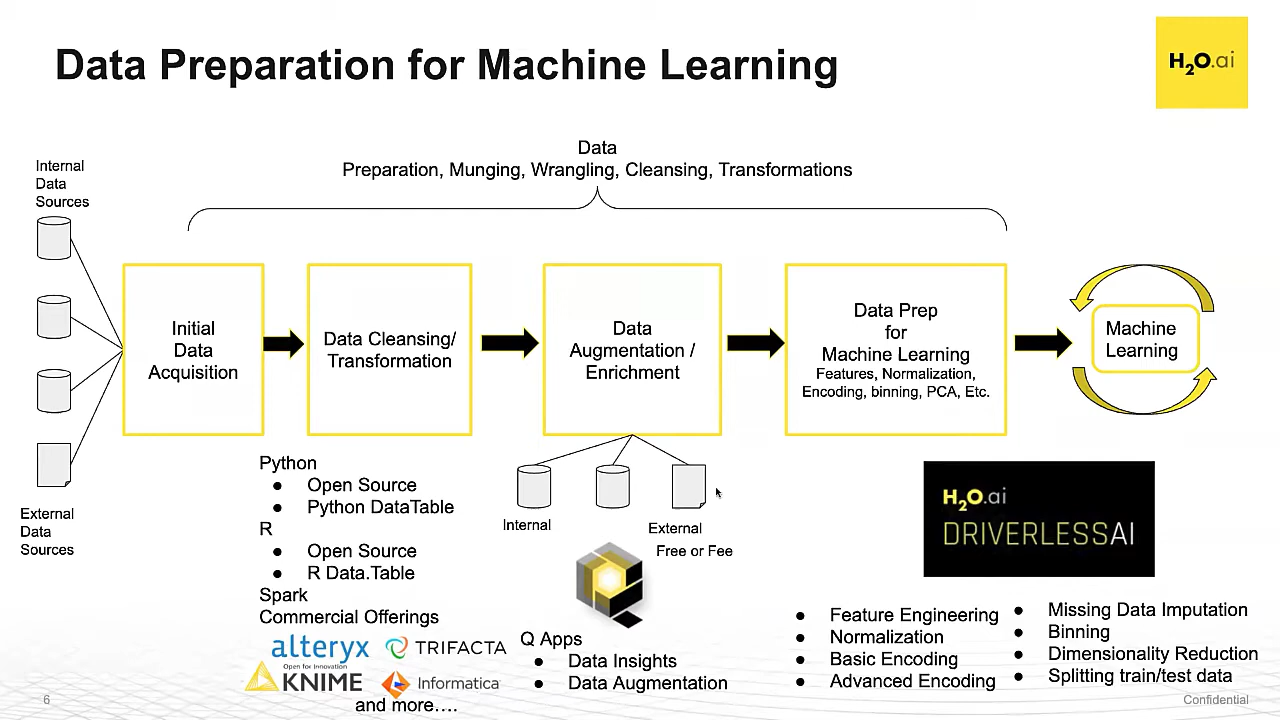 Data Preparation for Machine Learning
H2O.ai
Data
Preparation, Munging, Wrangling, Cleansing, Transformations
Internal
Data
Sources
External
Data
Sources
Initial
Data
Acquisition
Data Cleansing/
Transformation
Data
Augmentation /
Enrichment
Data Prep
for
Machine Learning
Features, Normalization,
Encoding, binning, PCA, Etc.
Machine
Learning
Python
● Open Source
● Python DataTable
R
● Open Source
● R Data.Table
Spark
Commercial Offerings
alteryx
TRIFACTA
Open for Innovation
KNIME
Informatica
and more….
Internal
External
Free or Fee
Q Apps
● Data Insights
● Data Augmentation
H2O.ai
DRIVERLESSAI
● Feature Engineering
● Normalization
● Basic Encoding
● Advanced Encoding
● Missing Data Imputation
● Binning
● Dimensionality Reduction
● Splitting train/test data
6
Confidential